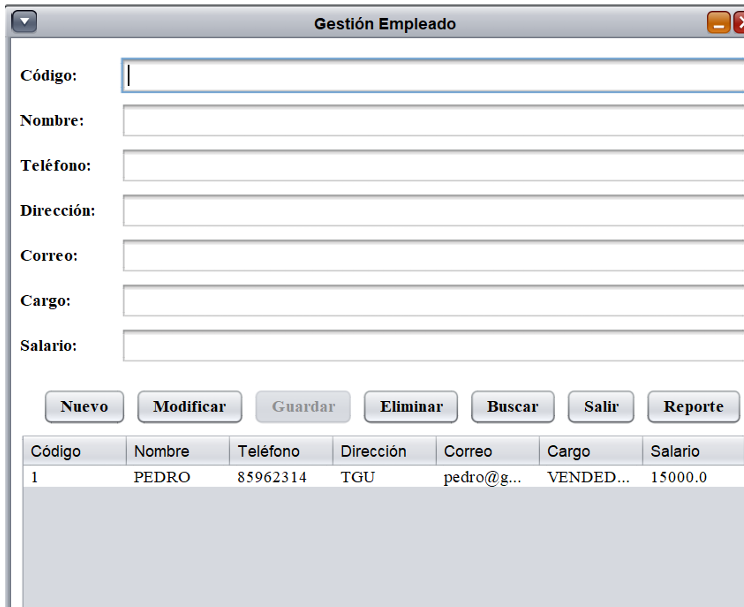 Gestión Empleado
Código:
Nombre:
Teléfono:
Dirección:
Correo:
Cargo:
Salario:
Nuevo Modificar Guardar Eliminar Buscar Salir Reporte
Código Nombre Teléfono Dirección Correo Cargo Salario
1 PEDRO 85962314 TGU pedro@g... VENDED... 15000.0